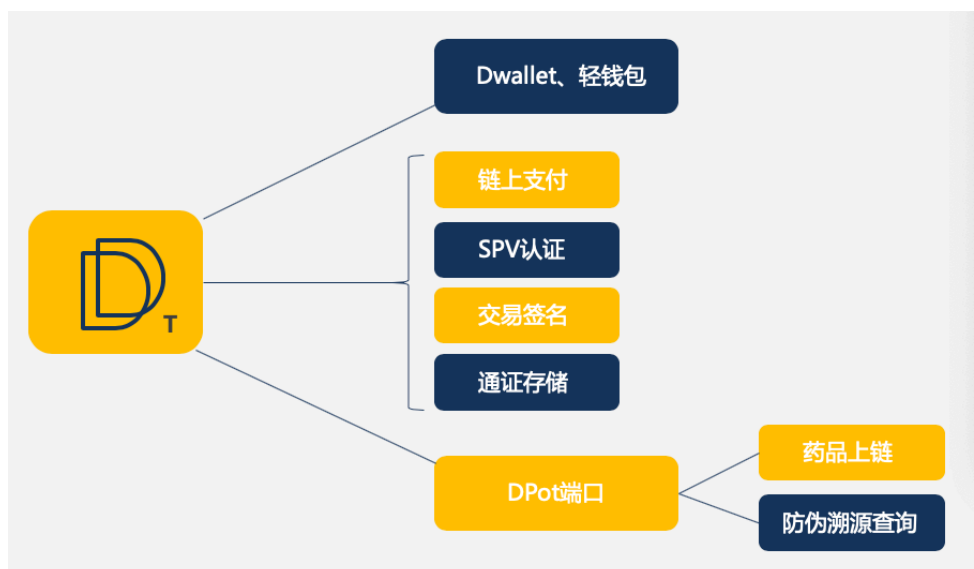 Dwallet、轻钱包
链上支付
SPV认证
DD
T
交易签名
通证存储
药品上链
DPot端口
防伪溯源查询